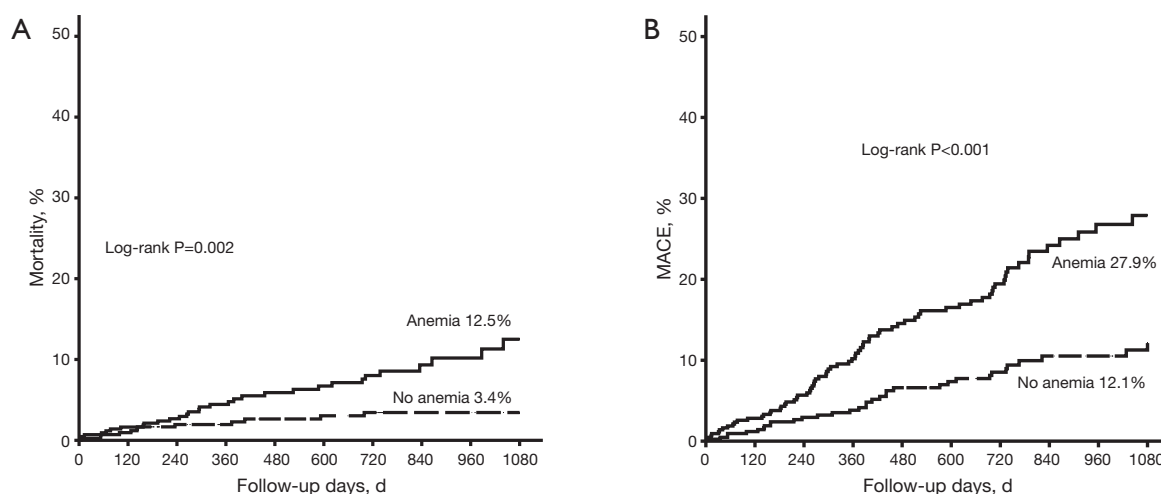 A
50
40
30
20
10
0
Mortality, %
Log-rank P=0.002
Anemia 12.5%
No anemia 3.4%
0 120 240 360 480 600 720 840 960 1080
Follow-up days, d
B
50
40
30
20
10
0
MACE, %
Log-rank P<0.001
Anemia 27.9%
No anemia 12.1%
0 120 240 360 480 600 720 840 960 1080
Follow-up days, d